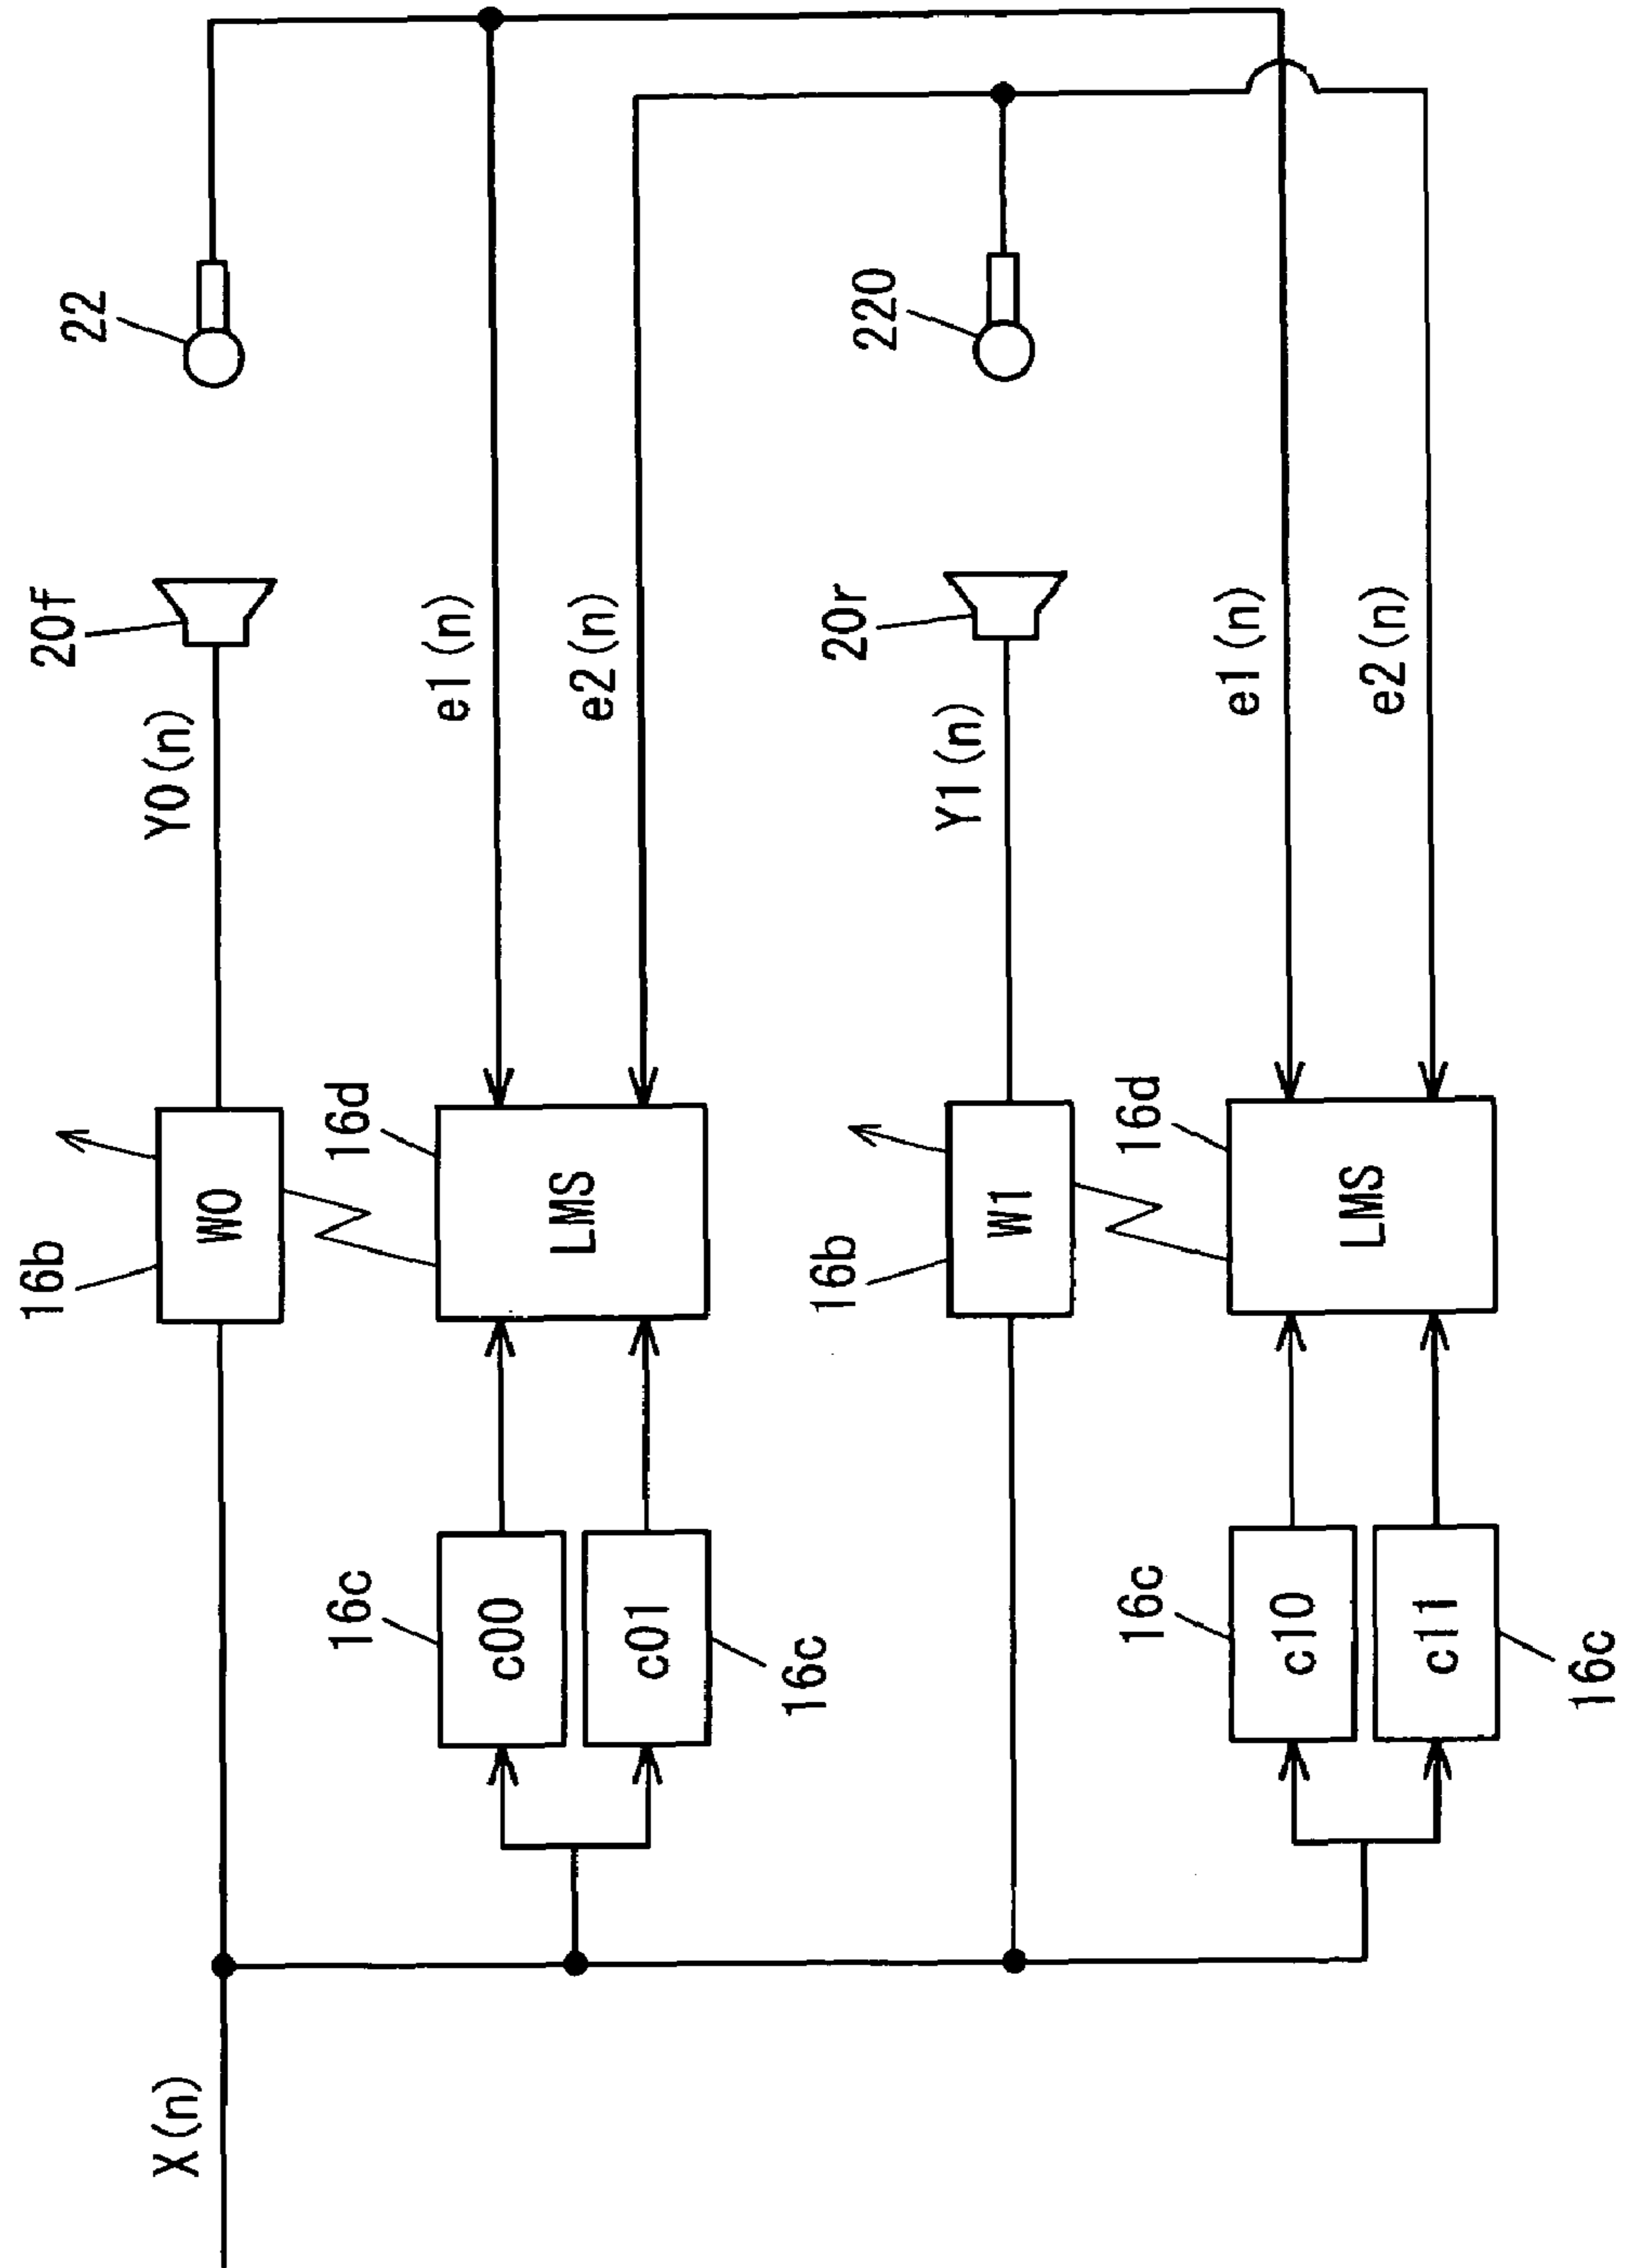 X(n)
16b
W0
Y0(n)
20f
22
16c
c00
c01
16c
16d
LMS
e1(n)
e2(n)
16b
W1
Y1(n)
20r
220
16c
c10
c11
16c
16d
LMS
e1(n)
e2(n)